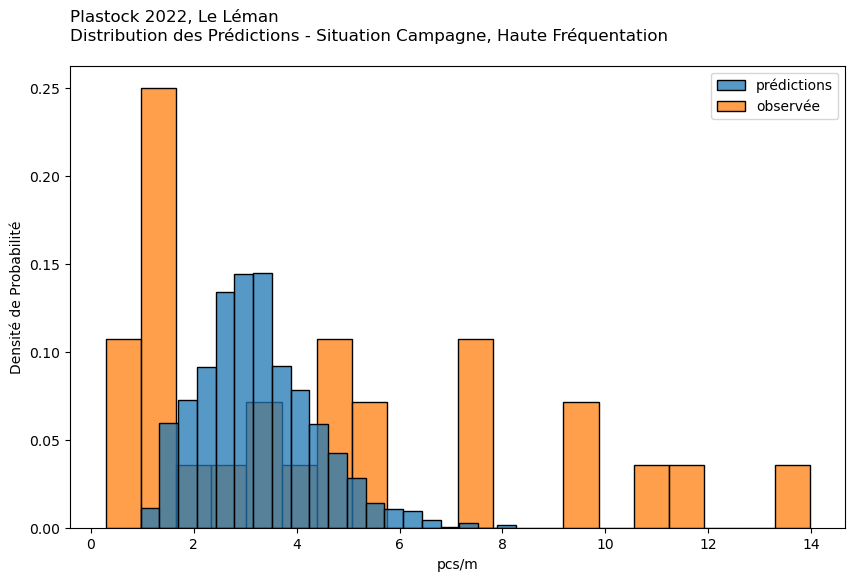 Plastock 2022, Le Léman
Distribution des Prédictions - Situation Campagne, Haute Fréquentation
prédictions
observée
Densité de Probabilité
0.25
0.20
0.15
0.10
0.05
0.00
0 2 4 6 8 10 12 14
pcs/m